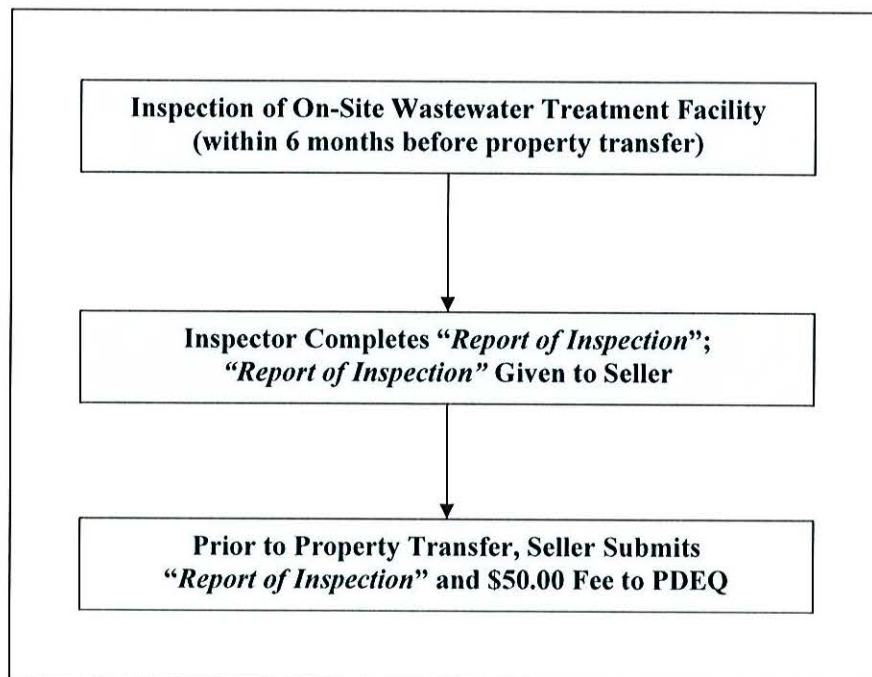 Inspection of On-Site Wastewater Treatment Facility
(within 6 months before property transfer)
Inspector Completes “Report of Inspection”;
“Report of Inspection” Given to Seller
Prior to Property Transfer, Seller Submits
“Report of Inspection” and $50.00 Fee to PDEQ